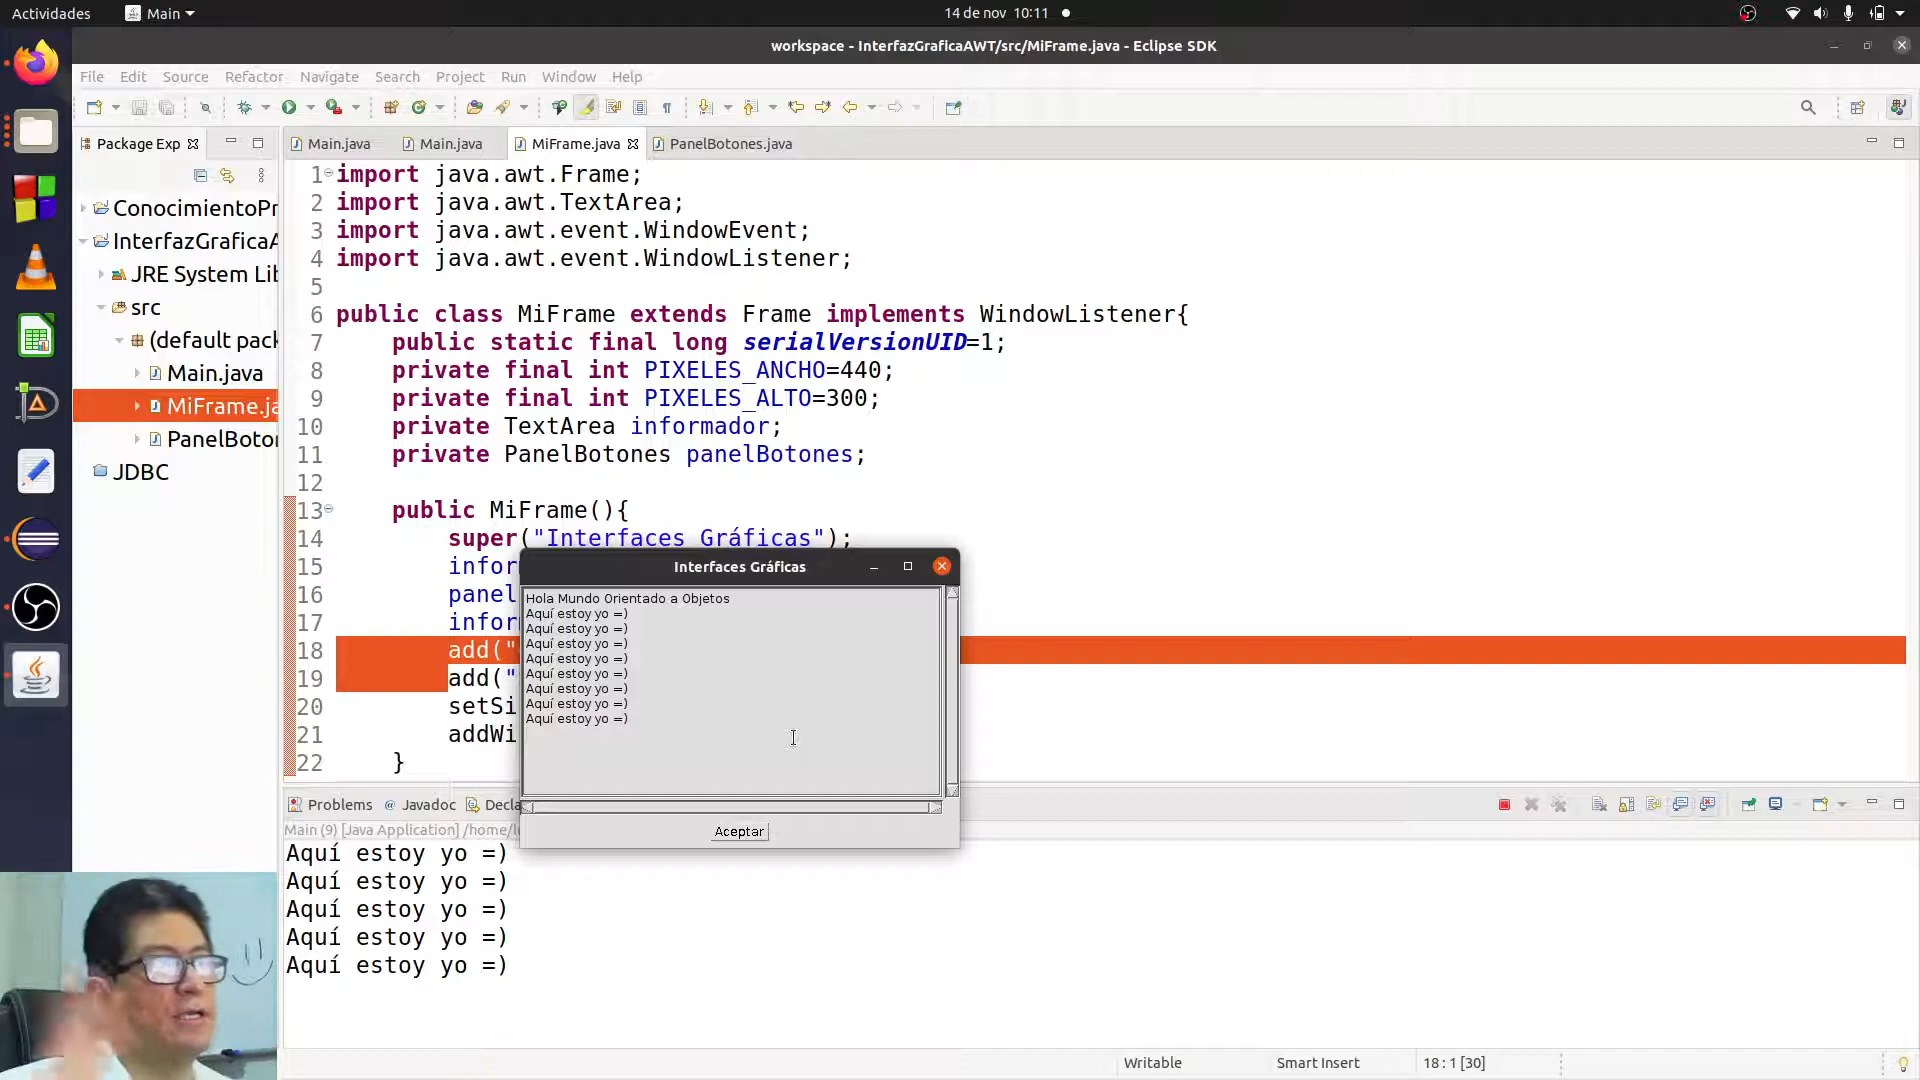 Actividades
Main
14 de nov 10:11
workspace - InterfazGraficaAWT/src/MiFrame.java - Eclipse SDK
File Edit Source Refactor Navigate Search Project Run Window Help
Package Exp
Main.java
Main.java
MiFrame.java
PanelBotones.java
ConocimientoPr
InterfazGraficaA
JRE System Lib
src
(default pack
Main.java
MiFrame.ja
PanelBoton
JDBC
1 import java.awt.Frame;
2 import java.awt.TextArea;
3 import java.awt.event.WindowEvent;
4 import java.awt.event.WindowListener;
5
6 public class MiFrame extends Frame implements WindowListener{
7 public static final long serialVersionUID=1;
8 private final int PIXELES_ANCHO=440;
9 private final int PIXELES_ALTO=300;
10 private TextArea informador;
11 private PanelBotones panelBotones;
12
13 public MiFrame(){
14 super("Interfaces Gráficas");
15 infor
16 panel
17 infor
18 add("
19 add("
20 setSi
21 addWi
22 }
Interfaces Gráficas
Hola Mundo Orientado a Objetos
Aquí estoy yo =)
Aquí estoy yo =)
Aquí estoy yo =)
Aquí estoy yo =)
Aquí estoy yo =)
Aquí estoy yo =)
Aquí estoy yo =)
Aquí estoy yo =)
Aceptar
Problems
@ Javadoc
Decla
Main (9) [Java Application] /home/l
Aquí estoy yo =)
Aquí estoy yo =)
Aquí estoy yo =)
Aquí estoy yo =)
Aquí estoy yo =)
Writable
Smart Insert
18 : 1 [30]